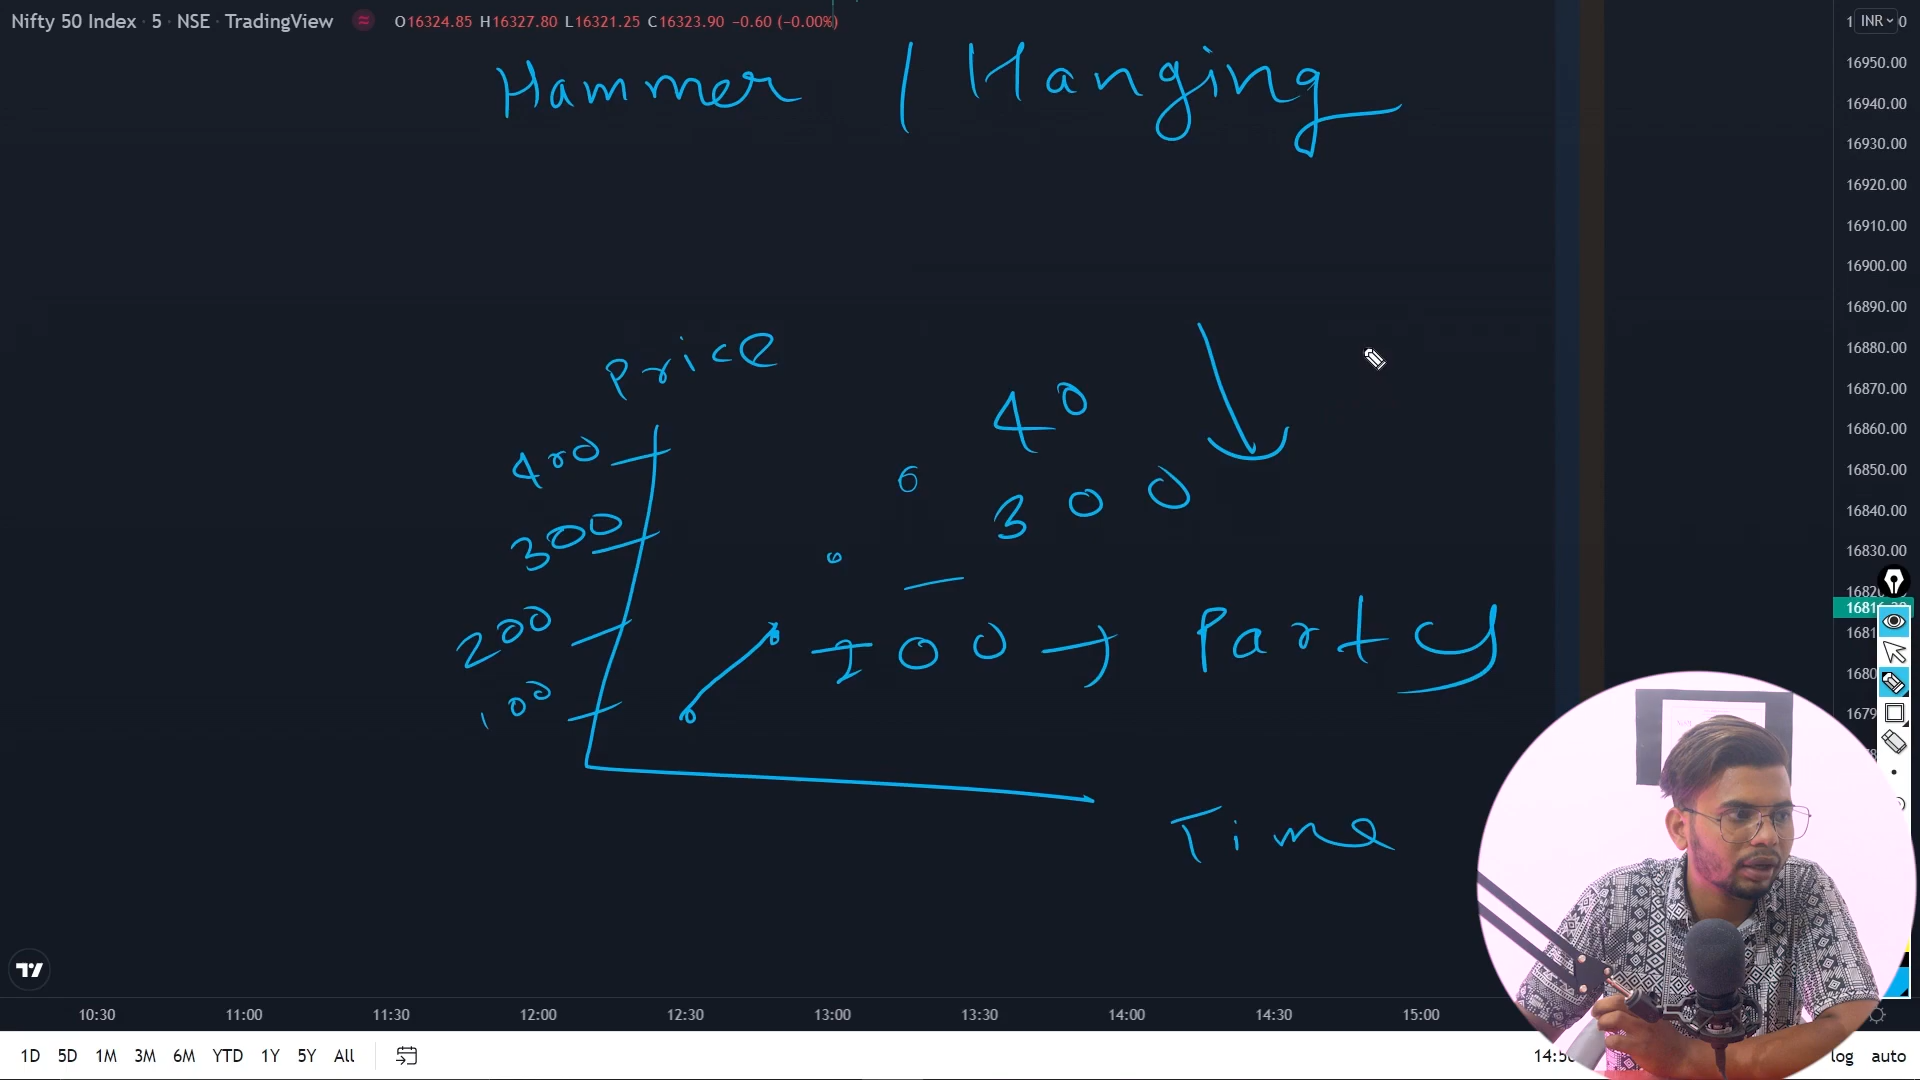 Nifty 50 Index · 5 · NSE · TradingView
O16324.85 H16327.80 L16321.25 C16323.90 −0.60 (−0.00%)
INR
Hammer / Hanging
16950.00
16940.00
16930.00
16920.00
16910.00
16900.00
16890.00
16880.00
16870.00
16860.00
16850.00
16840.00
16830.00
Price
400
300
200
100
40
300
100 → Party
Time
10:30 11:00 11:30 12:00 12:30 13:00 13:30 14:00 14:30 15:00
1D 5D 1M 3M 6M YTD 1Y 5Y All
log auto